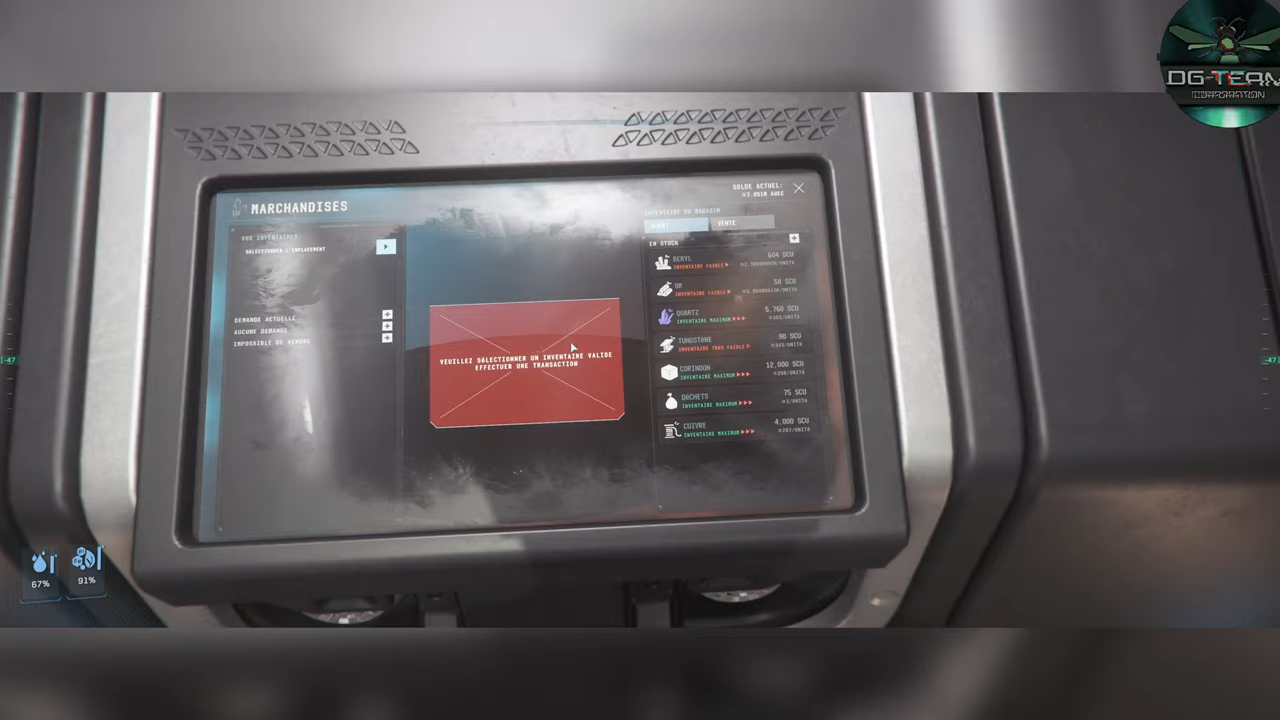 DG-TEAM
CORPORATION
MARCHANDISES
SOLDE ACTUEL:
VOS INVENTAIRES
SÉLECTIONNER L'EMPLACEMENT
DEMANDE ACTUELLE
AUCUNE DEMANDE
IMPOSSIBLE DE VENDRE
VEUILLEZ SÉLECTIONNER UN INVENTAIRE VALIDE
EFFECTUER UNE TRANSACTION
INVENTAIRE DU MAGASIN
ACHAT
VENTE
EN STOCK
BERYL
604 SCU
INVENTAIRE FAIBLE
OR
58 SCU
INVENTAIRE FAIBLE
QUARTZ
5,760 SCU
INVENTAIRE MAXIMUM
TUNGSTÈNE
90 SCU
INVENTAIRE TRÈS FAIBLE
CORINDON
12,000 SCU
INVENTAIRE MAXIMUM
DÉCHETS
75 SCU
INVENTAIRE MAXIMUM
CUIVRE
4,000 SCU
INVENTAIRE MAXIMUM
67%
91%